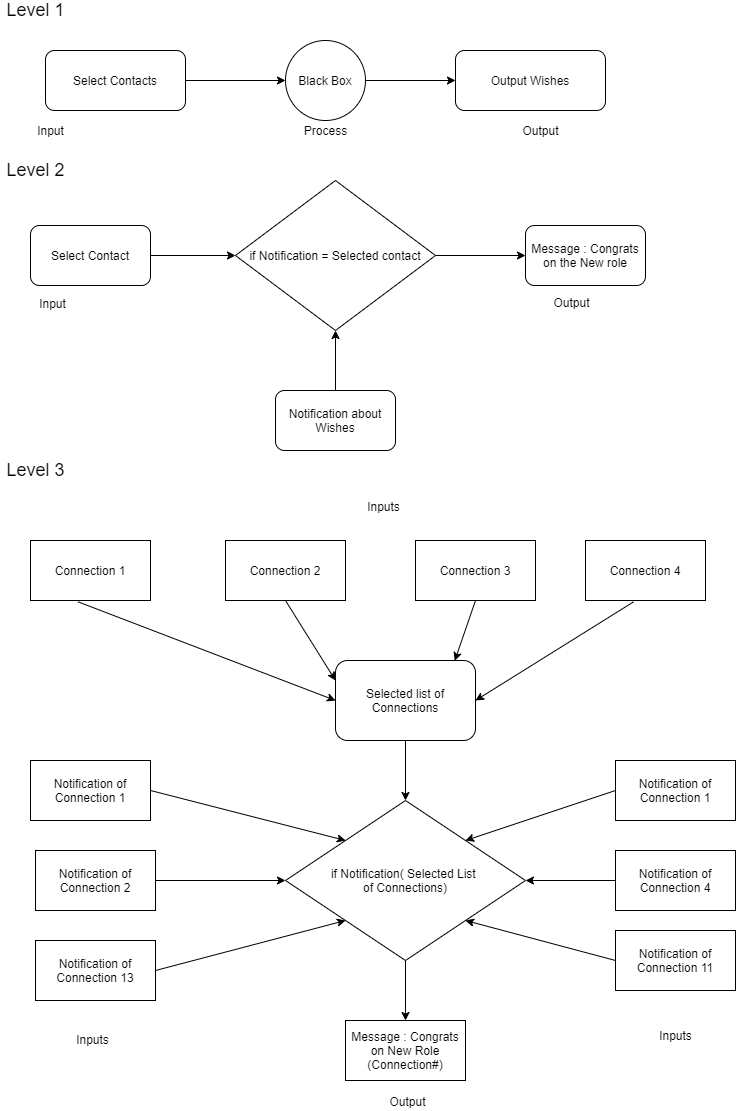 Level 1
Select Contacts
Black Box
Output Wishes
Input
Process
Output
Level 2
Select Contact
if Notification = Selected contact
Message : Congrats
on the New role
Input
Output
Notification about
Wishes
Level 3
Inputs
Connection 1
Connection 2
Connection 3
Connection 4
Selected list of
Connections
Notification of
Connection 1
Notification of
Connection 1
if Notification( Selected List
of Connections)
Notification of
Connection 2
Notification of
Connection 4
Notification of
Connection 13
Notification of
Connection 11
Inputs
Inputs
Message : Congrats
on New Role
(Connection#)
Output